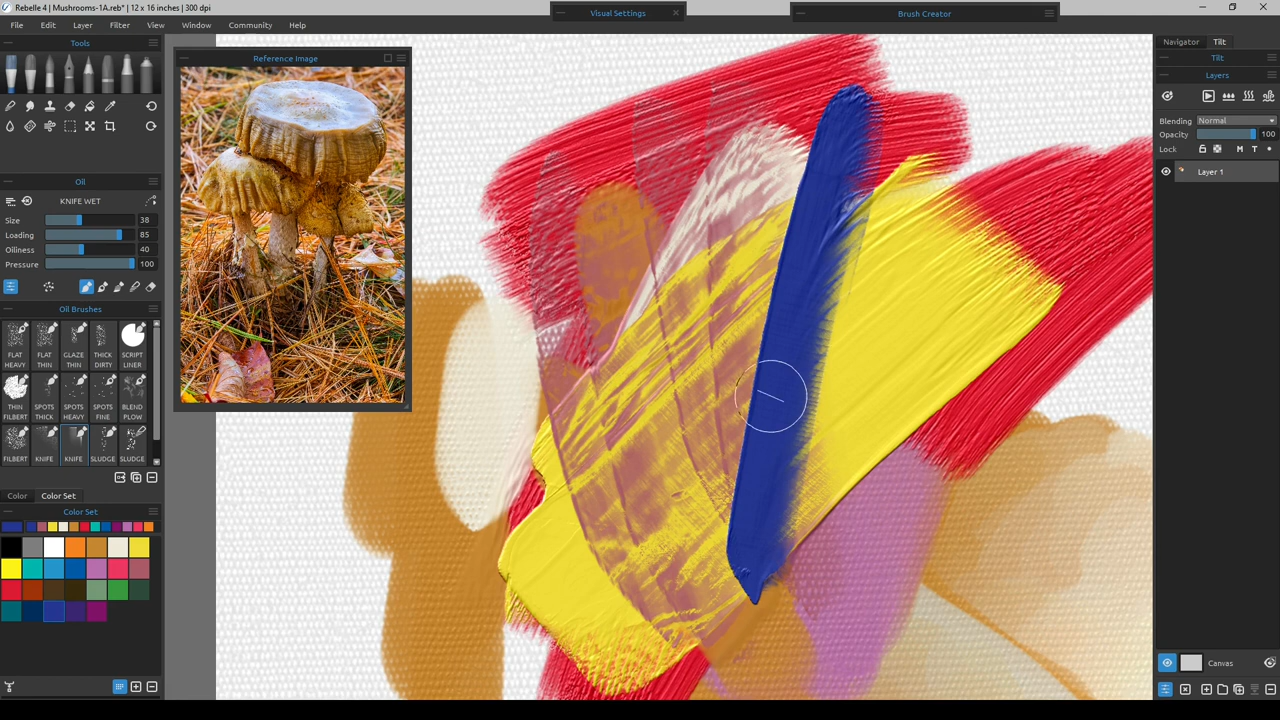 Rebelle 4 | Mushrooms-1A.reb* | 12 x 16 inches | 300 dpi
File Edit Layer Filter View Window Community Help
Visual Settings
Brush Creator
Tools
Reference Image
Navigator Tilt
Tilt
Layers
Blending Normal
Opacity 100
Lock M T
Layer 1
Oil
KNIFE WET
Size 38
Loading 85
Oiliness 40
Pressure 100
Oil Brushes
FLAT HEAVY
FLAT THIN
GLAZE THIN
THICK DIRTY
SCRIPT LINER
THIN FILBERT
SPOTS THICK
SPOTS HEAVY
SPOTS FINE
BLEND PLOW
FILBERT KNIFE KNIFE SLUDGE SLUDGE
Color Color Set
Color Set
Canvas